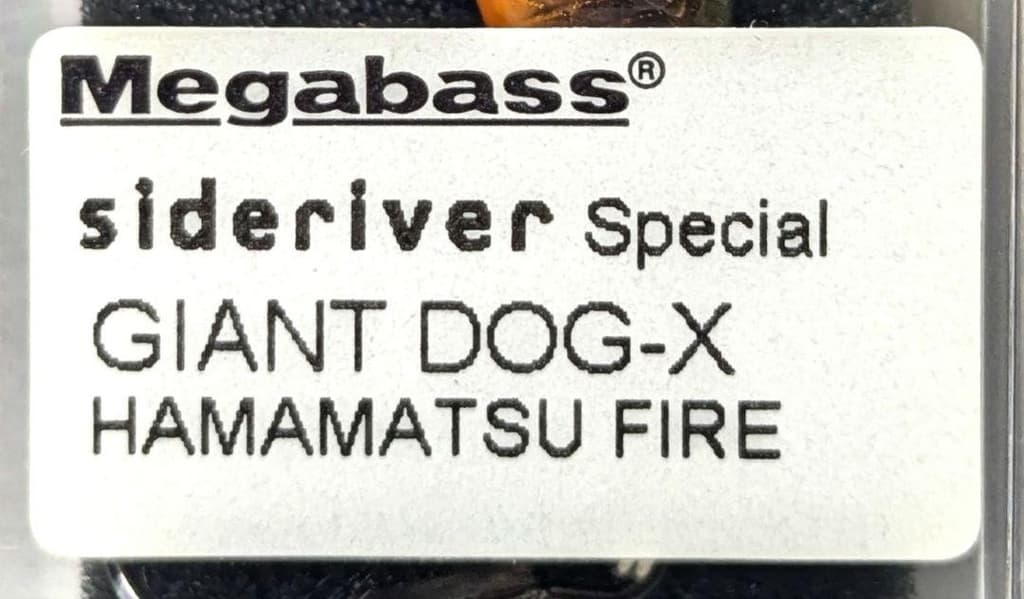 Megabass®
sideriver Special
GIANT DOG-X
HAMAMATSU FIRE